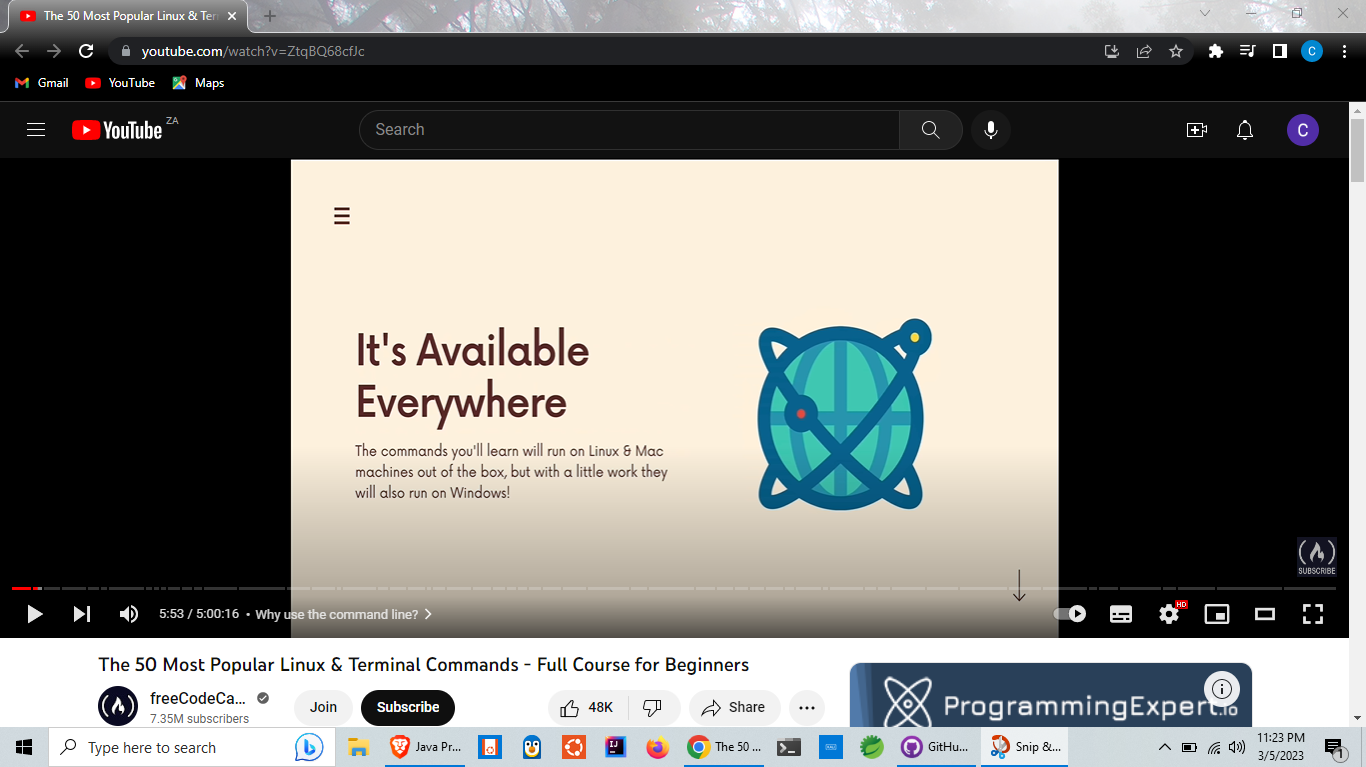 The 50 Most Popular Linux & Ter
youtube.com/watch?v=ZtqBQ68cfJc
C
Gmail
YouTube
Maps
YouTube ZA
Search
C
It's Available
Everywhere
The commands you'll learn will run on Linux & Mac
machines out of the box, but with a little work they
will also run on Windows!
SUBSCRIBE
5:53 / 5:00:16 • Why use the command line?
HD
The 50 Most Popular Linux & Terminal Commands - Full Course for Beginners
freeCodeCa...
7.35M subscribers
Join
Subscribe
48K
Share
ProgrammingExpert.io
Type here to search
Java Pr...
IJ
The 50 ...
GitHu...
Snip &...
11:23 PM
3/5/2023
1